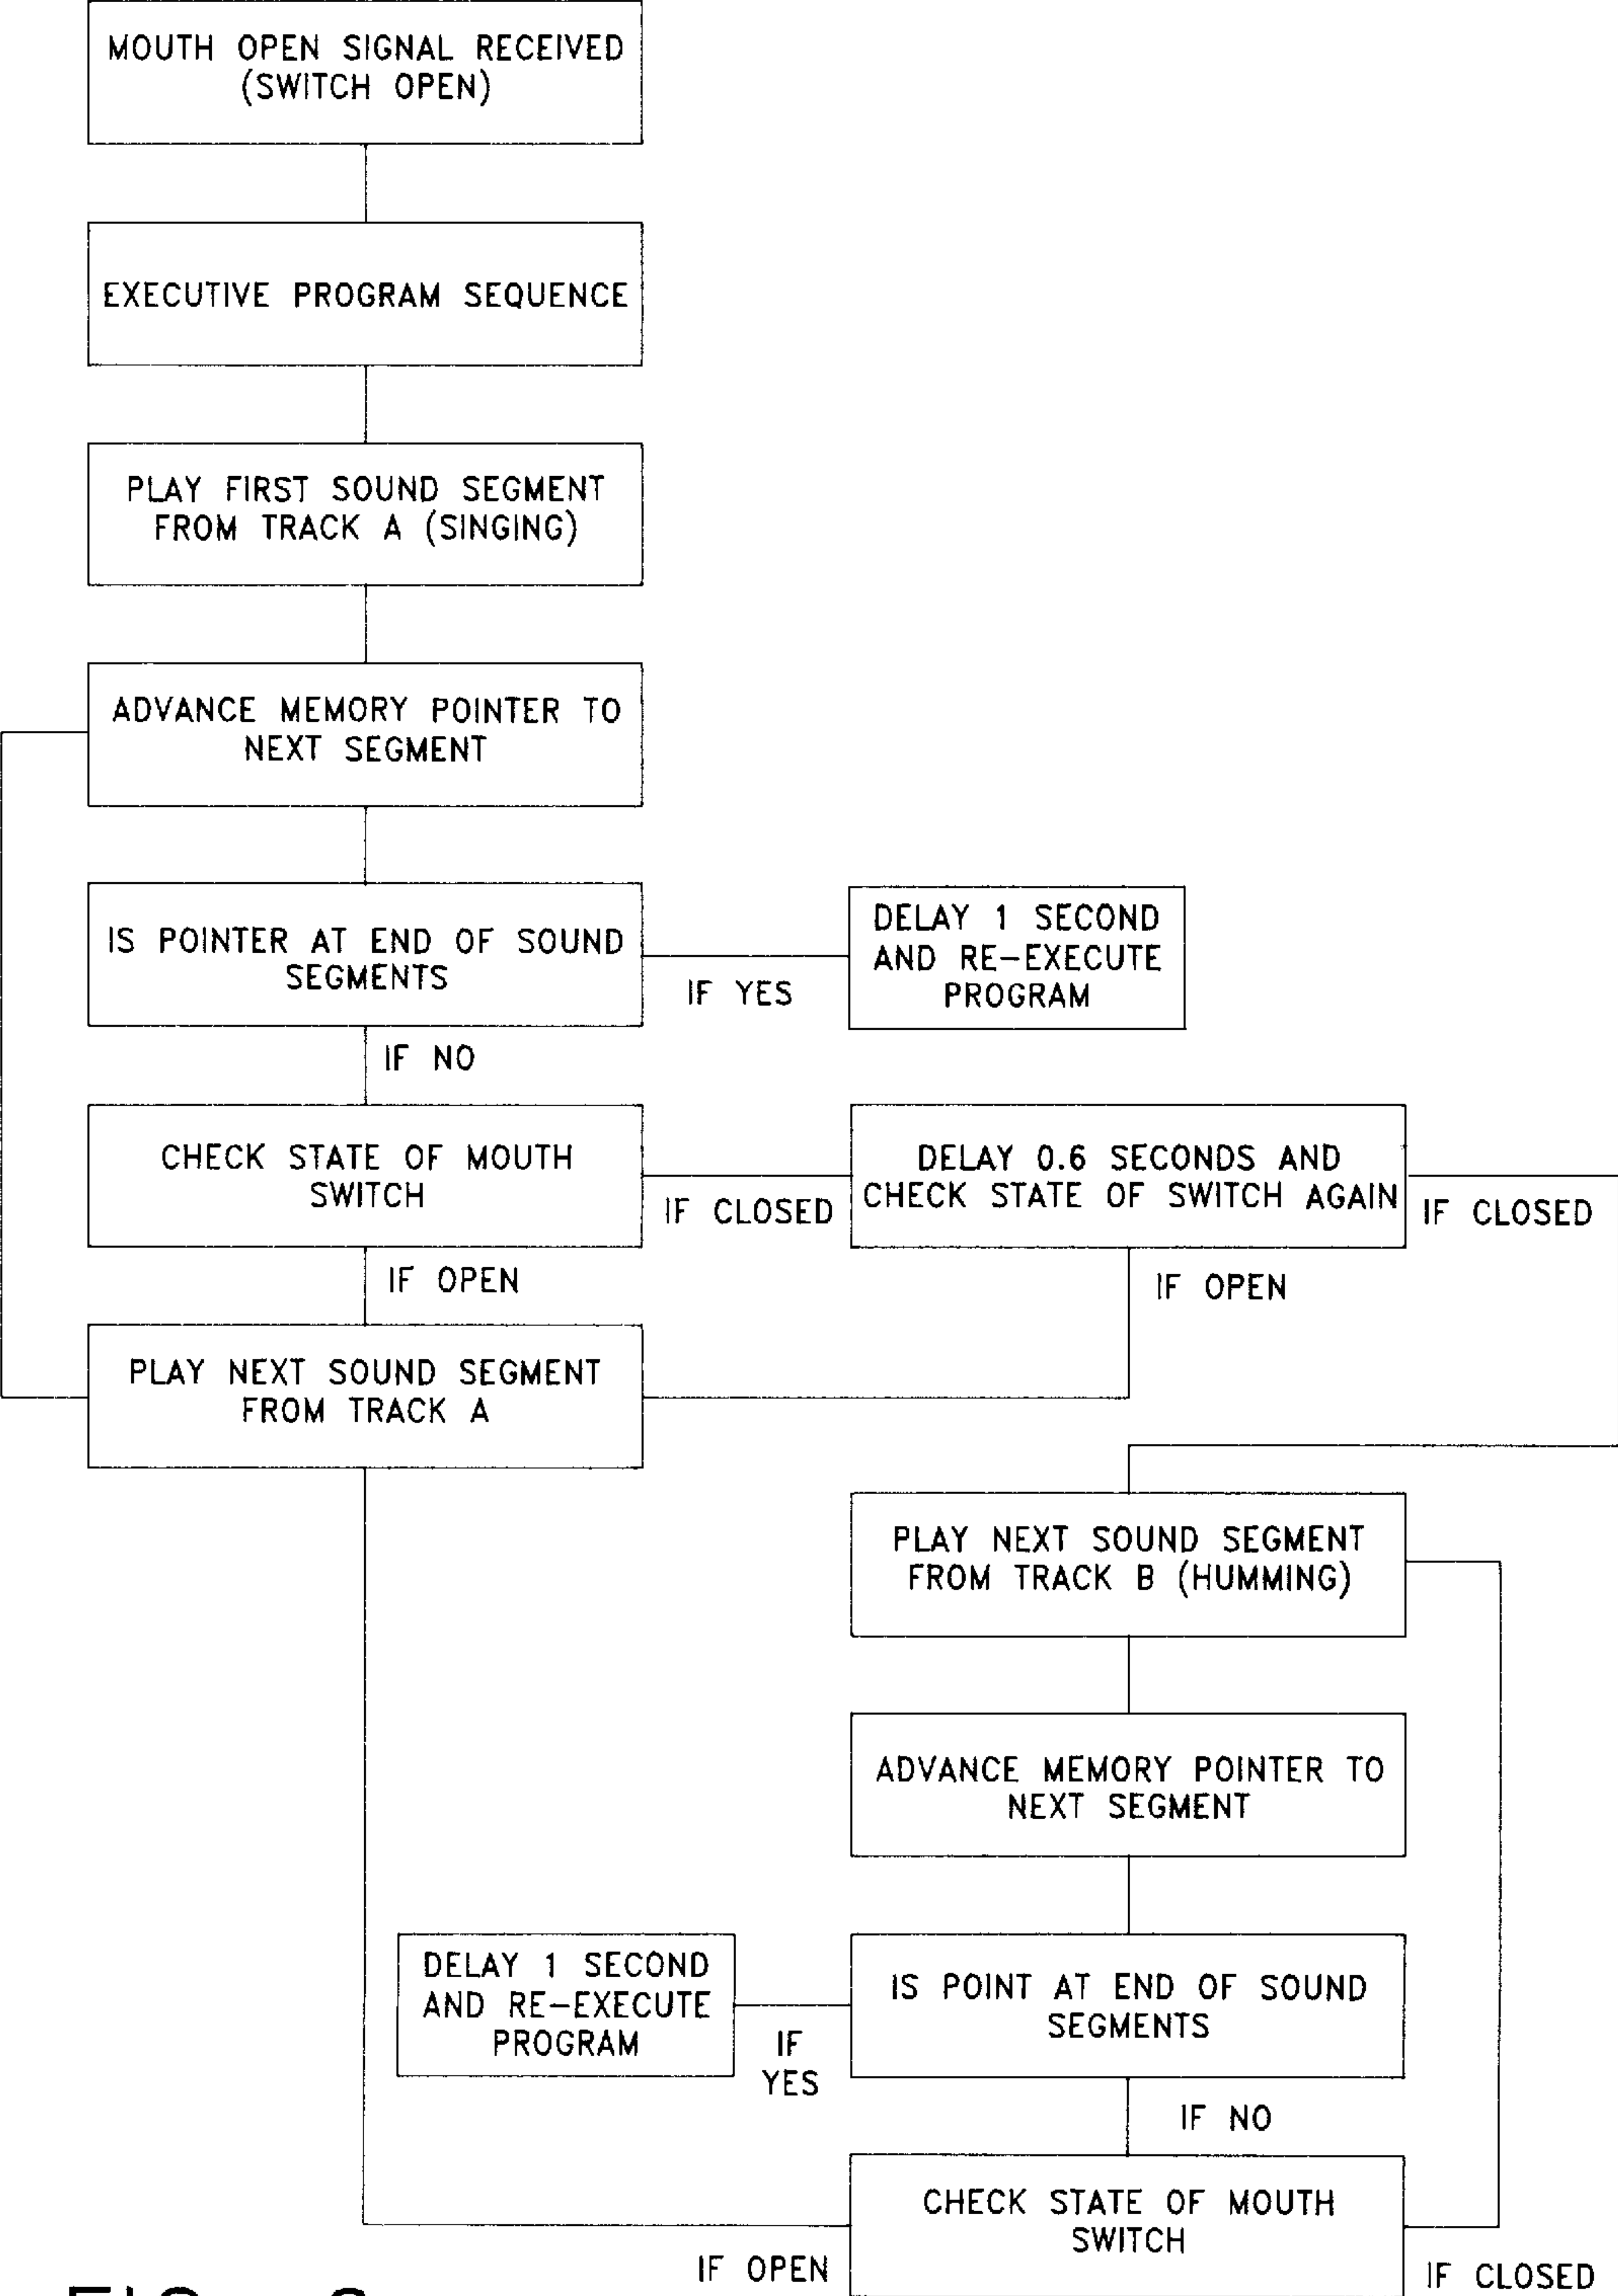 MOUTH OPEN SIGNAL RECEIVED
(SWITCH OPEN)
EXECUTIVE PROGRAM SEQUENCE
PLAY FIRST SOUND SEGMENT
FROM TRACK A (SINGING)
ADVANCE MEMORY POINTER TO
NEXT SEGMENT
IS POINTER AT END OF SOUND
SEGMENTS
IF YES
DELAY 1 SECOND
AND RE-EXECUTE
PROGRAM
IF NO
CHECK STATE OF MOUTH
SWITCH
IF CLOSED
DELAY 0.6 SECONDS AND
CHECK STATE OF SWITCH AGAIN
IF CLOSED
IF OPEN
IF OPEN
PLAY NEXT SOUND SEGMENT
FROM TRACK A
PLAY NEXT SOUND SEGMENT
FROM TRACK B (HUMMING)
ADVANCE MEMORY POINTER TO
NEXT SEGMENT
DELAY 1 SECOND
AND RE-EXECUTE
PROGRAM
IF
YES
IS POINT AT END OF SOUND
SEGMENTS
IF NO
CHECK STATE OF MOUTH
SWITCH
IF OPEN
IF CLOSED